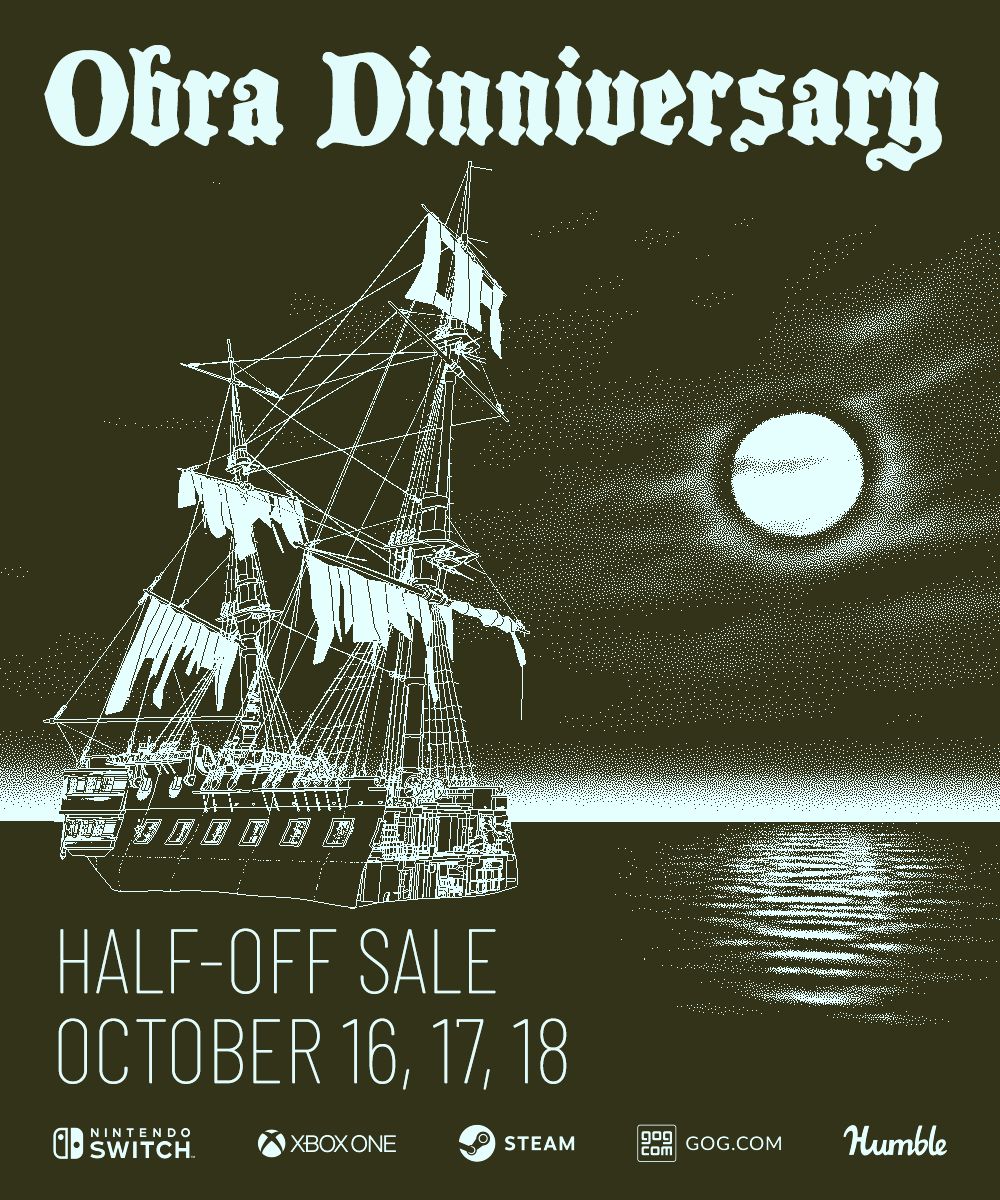 Obra Dinniversary
HALF-OFF SALE
OCTOBER 16, 17, 18
NINTENDO
SWITCH
XBOX ONE
STEAM
gog
com
GOG.COM
Humble